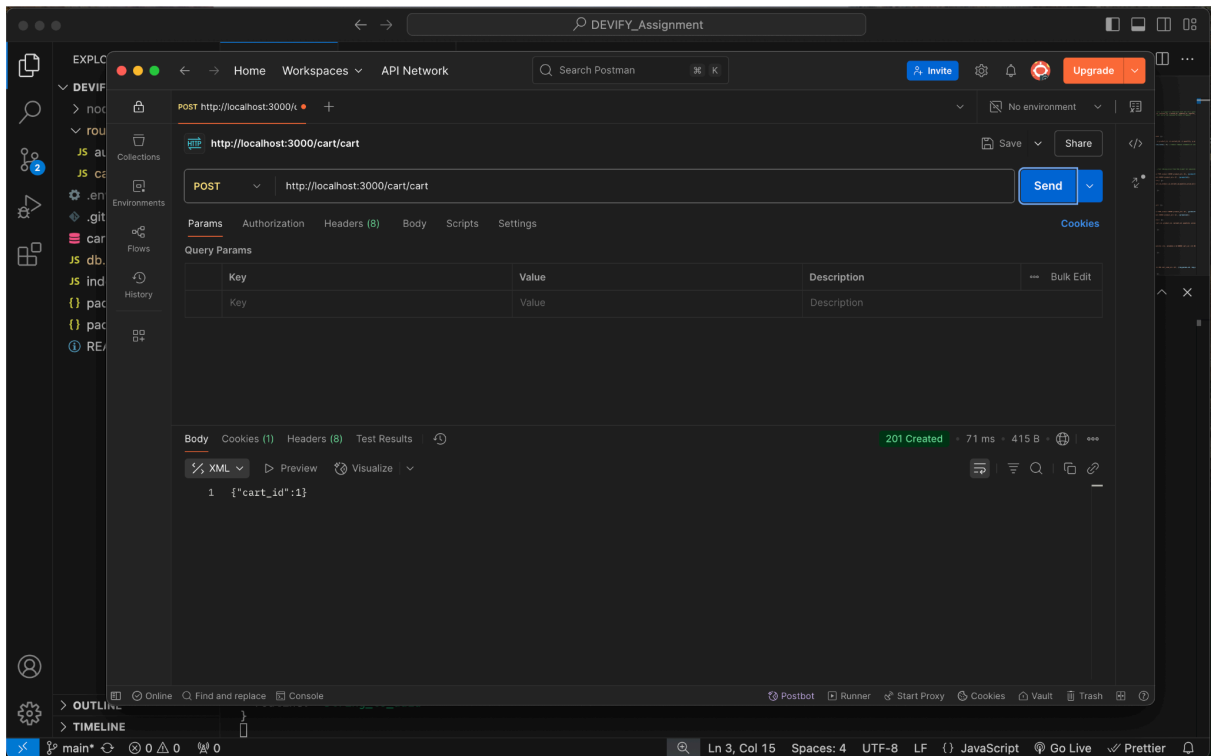 DEVIFY_Assignment
EXPLO
DEVIF
> noc
rou
JS au
JS ca
.en
.git
car
JS db.
JS ind
{} pac
{} pac
REA
Home Workspaces API Network
Search Postman ⌘ K
Invite
Upgrade
POST http://localhost:3000/c
No environment
Collections
Environments
Flows
History
HTTP http://localhost:3000/cart/cart
Save
Share
POST http://localhost:3000/cart/cart
Send
Params Authorization Headers (8) Body Scripts Settings
Cookies
Query Params
Key Value Description ••• Bulk Edit
Key Value Description
Body Cookies (1) Headers (8) Test Results
201 Created • 71 ms • 415 B
XML Preview Visualize
1 {"cart_id":1}
Online Find and replace Console
Postbot Runner Start Proxy Cookies Vault Trash
> OUTLINE
> TIMELINE
}
2
main* 0 0 0
Ln 3, Col 15 Spaces: 4 UTF-8 LF {} JavaScript Go Live Prettier